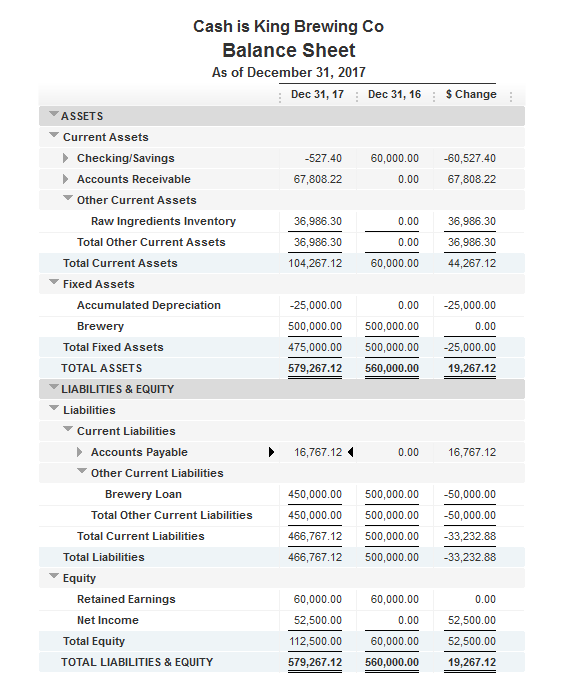 Cash is King Brewing Co
Balance Sheet
As of December 31, 2017
Dec 31, 17 Dec 31, 16 $ Change
ASSETS
Current Assets
Checking/Savings -527.40 60,000.00 -60,527.40
Accounts Receivable 67,808.22 0.00 67,808.22
Other Current Assets
Raw Ingredients Inventory 36,986.30 0.00 36,986.30
Total Other Current Assets 36,986.30 0.00 36,986.30
Total Current Assets 104,267.12 60,000.00 44,267.12
Fixed Assets
Accumulated Depreciation -25,000.00 0.00 -25,000.00
Brewery 500,000.00 500,000.00 0.00
Total Fixed Assets 475,000.00 500,000.00 -25,000.00
TOTAL ASSETS 579,267.12 560,000.00 19,267.12
LIABILITIES & EQUITY
Liabilities
Current Liabilities
Accounts Payable 16,767.12 0.00 16,767.12
Other Current Liabilities
Brewery Loan 450,000.00 500,000.00 -50,000.00
Total Other Current Liabilities 450,000.00 500,000.00 -50,000.00
Total Current Liabilities 466,767.12 500,000.00 -33,232.88
Total Liabilities 466,767.12 500,000.00 -33,232.88
Equity
Retained Earnings 60,000.00 60,000.00 0.00
Net Income 52,500.00 0.00 52,500.00
Total Equity 112,500.00 60,000.00 52,500.00
TOTAL LIABILITIES & EQUITY 579,267.12 560,000.00 19,267.12